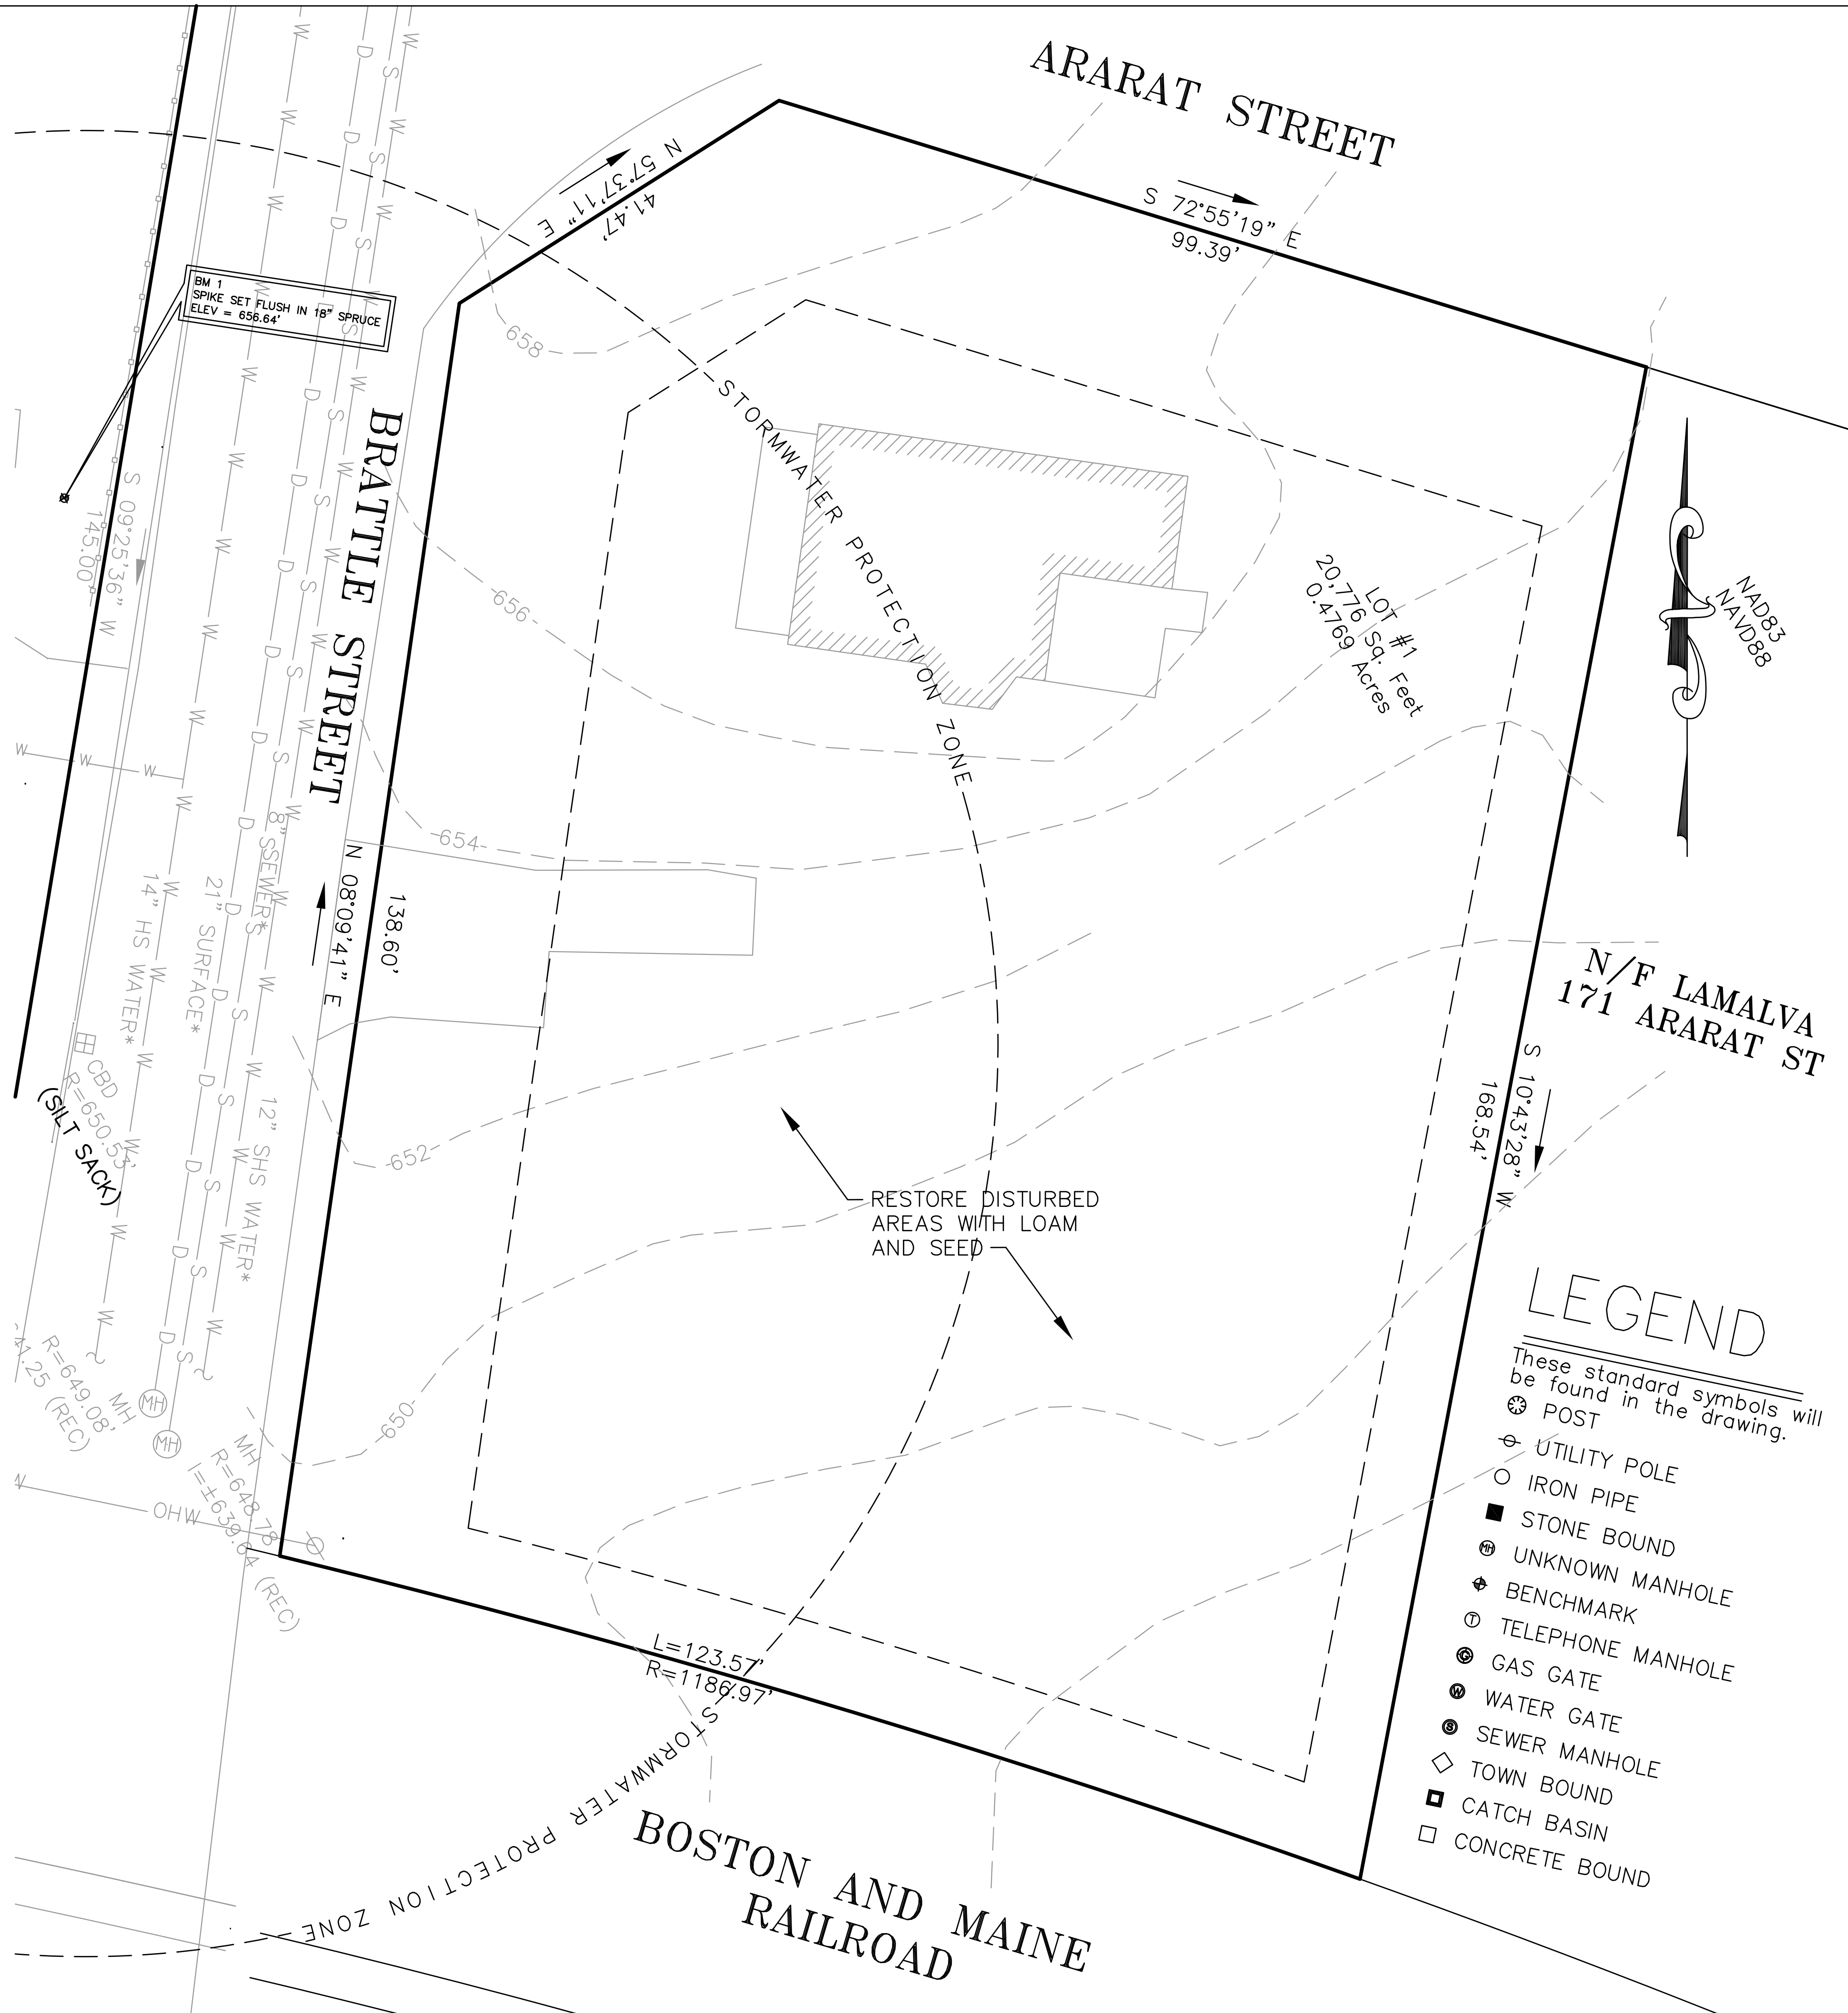 ARARAT STREET
N 57°37'11" E
41.47'
S 72°55'19" E
99.39'
BM 1
SPIKE SET FLUSH IN 18" SPRUCE
ELEV = 656.64'
658
STORMWATER PROTECTION ZONE
BRATTLE STREET
S 09°25'36" W
145.00'
656
LOT #1
20,776 Sq. Feet
0.4769 Acres
NAD83
NAVD88
654
N 08°09'41" E
138.60'
8" SEWER*
21" SURFACE*
14" HS WATER*
12" SHS WATER*
N/F LAMALVA
171 ARARAT ST
S 10°43'28" W
168.54'
CBD
R=650.53'
(SILT SACK)
652
RESTORE DISTURBED
AREAS WITH LOAM
AND SEED
650
MH
R=649.08'
(REC)
MH
MH
MH
R=648.78'
I=±639.64 (REC)
OHW
L=123.57'
R=1186.97'
STORMWATER PROTECTION ZONE
BOSTON AND MAINE
RAILROAD
LEGEND
These standard symbols will
be found in the drawing.
POST
UTILITY POLE
IRON PIPE
STONE BOUND
MH UNKNOWN MANHOLE
BENCHMARK
T TELEPHONE MANHOLE
G GAS GATE
W WATER GATE
S SEWER MANHOLE
TOWN BOUND
CATCH BASIN
CONCRETE BOUND